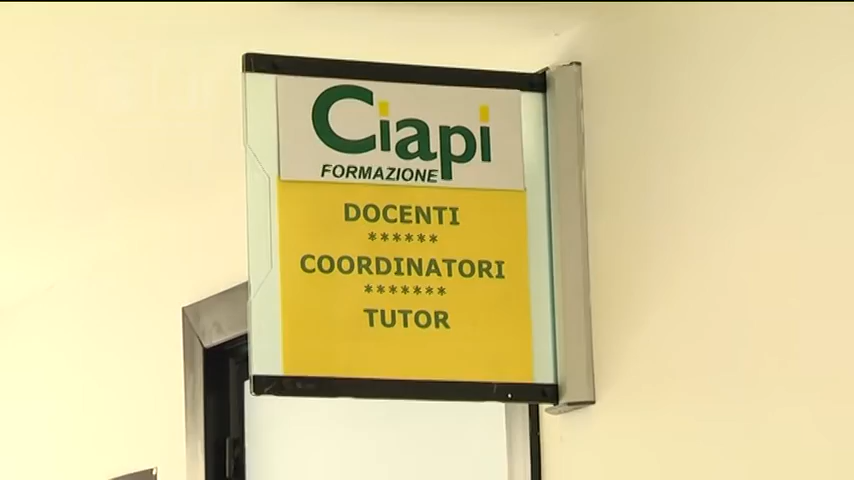 Ciapi
FORMAZIONE
DOCENTI
******
COORDINATORI
*******
TUTOR